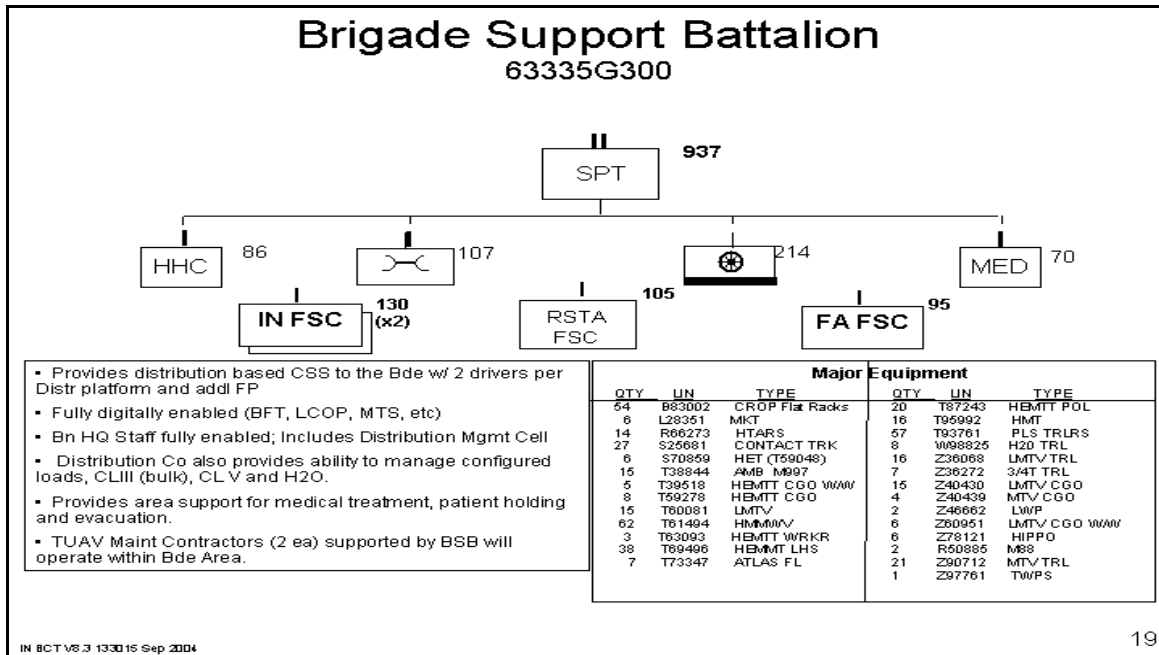 Brigade Support Battalion
63335G300
SPT
937
HHC
86
107
214
MED
70
IN FSC
130
(x2)
RSTA
FSC
105
FA FSC
95
▪ Provides distribution based CSS to the Bde w/ 2 drivers per
Distr platform and addl FP
▪ Fully digitally enabled (BFT, LCOP, MTS, etc)
▪ Bn HQ Staff fully enabled; Includes Distribution Mgmt Cell
▪ Distribution Co also provides ability to manage configured
loads, CLIII (bulk), CL V and H2O.
▪ Provides area support for medical treatment, patient holding
and evacuation.
▪ TUAV Maint Contractors (2 ea) supported by BSB will
operate within Bde Area.
Major Equipment
QTY LIN TYPE
54 B83002 CROP Flat Racks
6 L28351 MKT
14 R66273 HTARS
27 S25681 CONTACT TRK
6 S70859 HET (T59048)
15 T38844 AMB M997
5 T39518 HEMTT CGO W/W
8 T59278 HEMTT CGO
15 T60081 LMTV
62 T61494 HMMWV
3 T63093 HEMTT WRKR
38 T69496 HEMMT LHS
7 T73347 ATLAS FL
QTY LIN TYPE
20 T87243 HEMTT POL
16 T95992 HMT
57 T93761 PLS TRLRS
8 W98825 H20 TRL
16 Z36068 LMTV TRL
7 Z36272 3/4T TRL
15 Z40430 LMTV CGO
4 Z40439 MTV CGO
2 Z46662 LWP
6 Z60951 LMTV CGO W/W
6 Z78121 HIPPO
2 R50885 M88
21 Z90712 MTV TRL
1 Z97761 TWPS
IN BCT V8.3 133015 Sep 2004
19